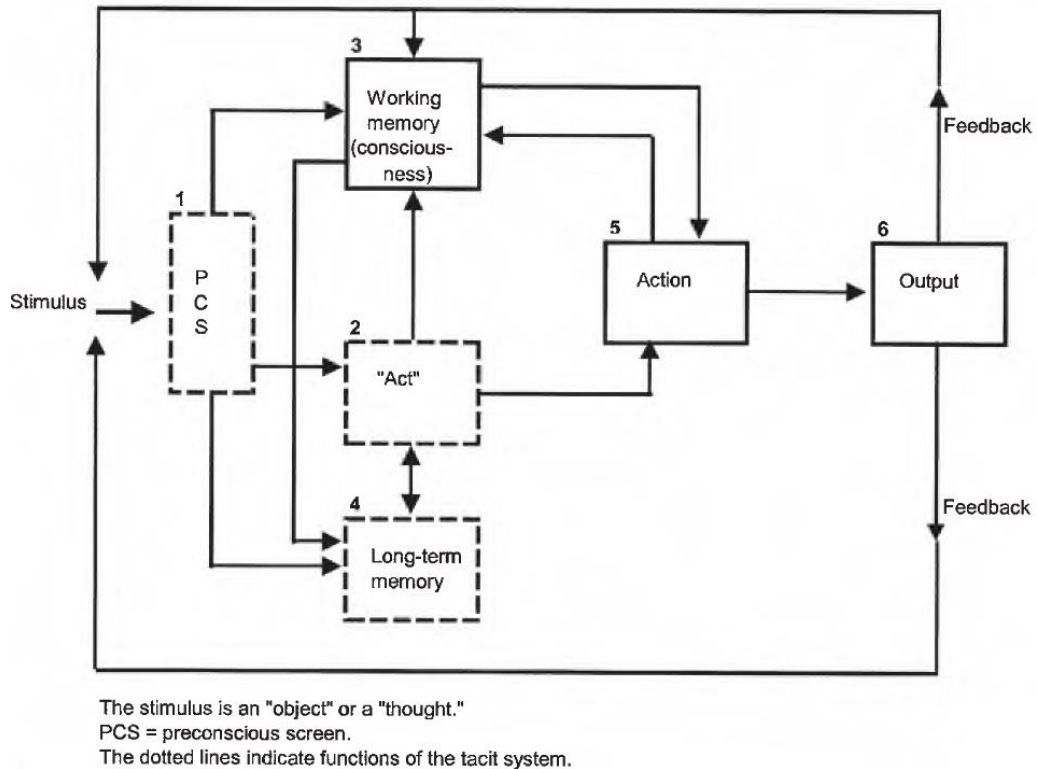 3
Working
memory
(conscious-
ness)
Feedback
1
P
C
S
5
Action
6
Output
Stimulus
2
"Act"
4
Long-term
memory
Feedback
The stimulus is an "object" or a "thought."
PCS = preconscious screen.
The dotted lines indicate functions of the tacit system.